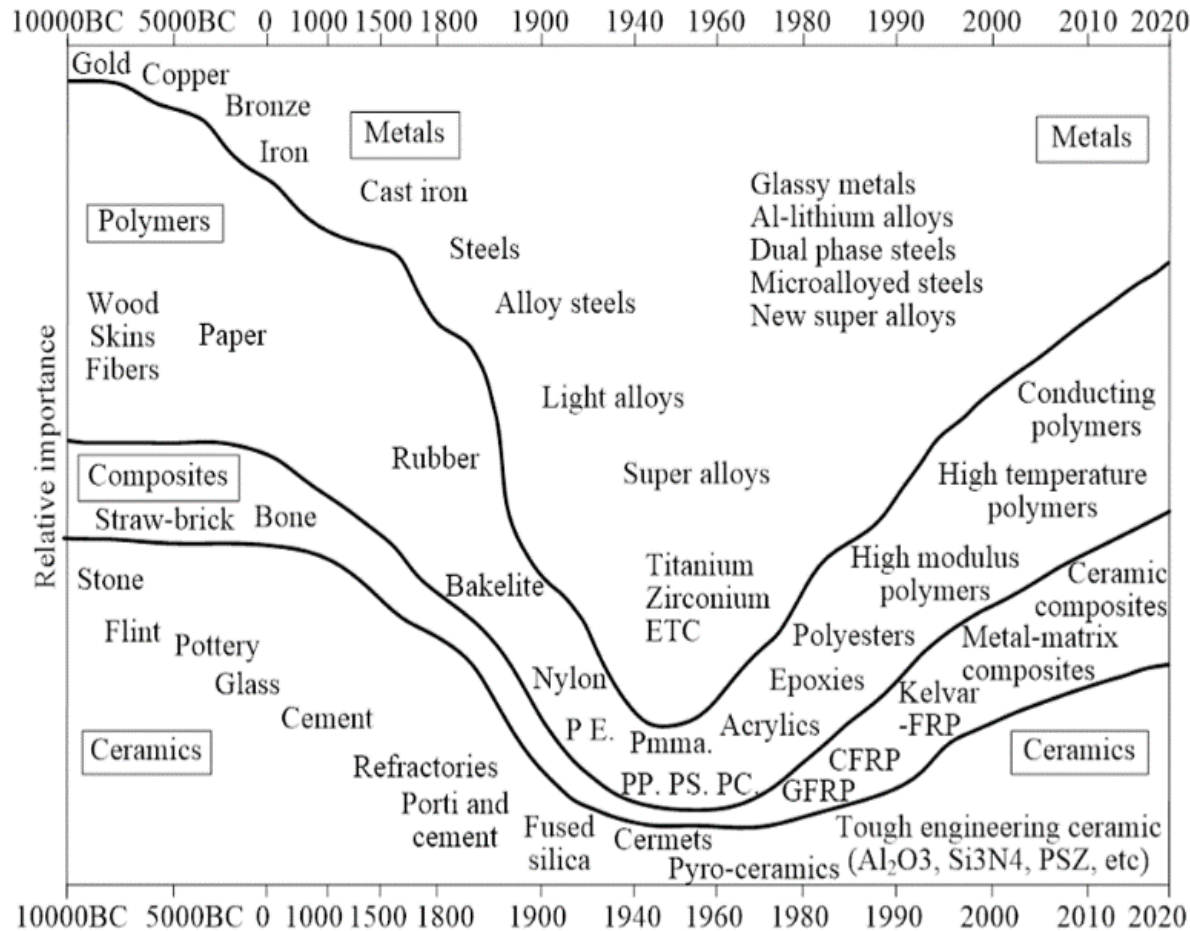 10000BC 5000BC 0 1000 1500 1800 1900 1940 1960 1980 1990 2000 2010 2020
Gold
Copper
Bronze
Iron
Metals
Cast iron
Steels
Alloy steels
Light alloys
Super alloys
Titanium
Zirconium
ETC
Metals
Glassy metals
Al-lithium alloys
Dual phase steels
Microalloyed steels
New super alloys
Relative importance
Polymers
Wood
Skins
Fibers
Paper
Rubber
Bakelite
Nylon
P E.
Pmma.
PP. PS. PC.
Acrylics
Epoxies
Polyesters
High modulus
polymers
High temperature
polymers
Conducting
polymers
Composites
Straw-brick
Bone
GFRP
CFRP
Kelvar
-FRP
Metal-matrix
composites
Ceramic
composites
Stone
Flint
Pottery
Glass
Cement
Ceramics
Refractories
Porti and
cement
Fused
silica
Cermets
Pyro-ceramics
Ceramics
Tough engineering ceramic
(Al₂O3, Si3N4, PSZ, etc)
10000BC 5000BC 0 1000 1500 1800 1900 1940 1960 1980 1990 2000 2010 2020